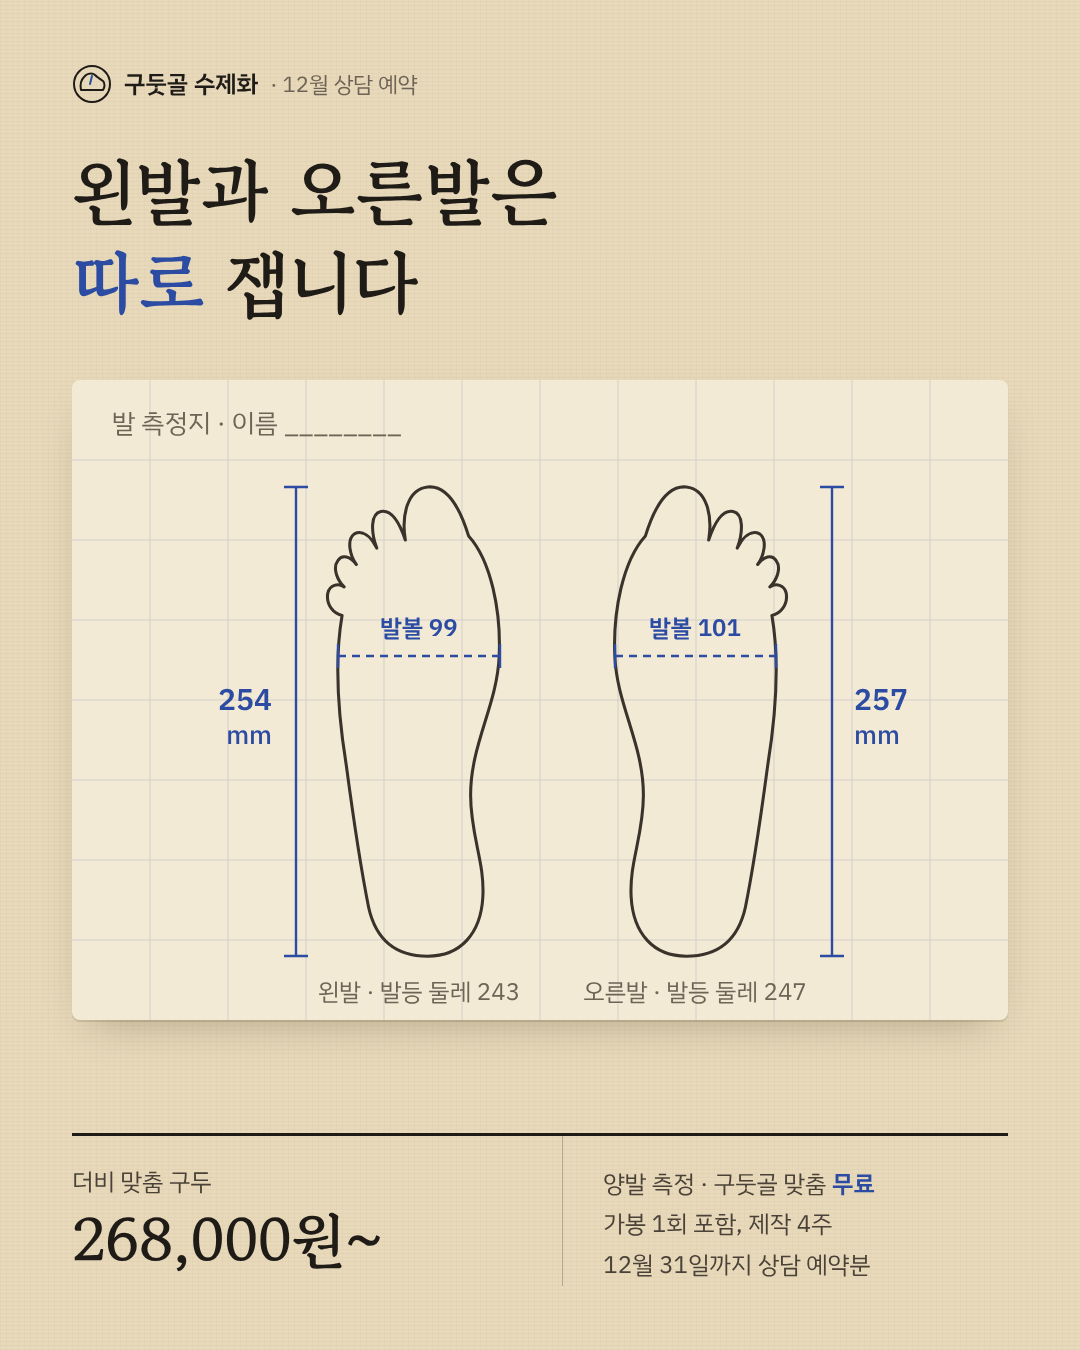 구둣골 수제화 · 12월 상담 예약
왼발과 오른발은
따로 잽니다
발 측정지 · 이름 ________
발볼 99
발볼 101
254
mm
257
mm
왼발 · 발등 둘레 243
오른발 · 발등 둘레 247
더비 맞춤 구두
268,000원~
양발 측정 · 구둣골 맞춤 무료
가봉 1회 포함, 제작 4주
12월 31일까지 상담 예약분